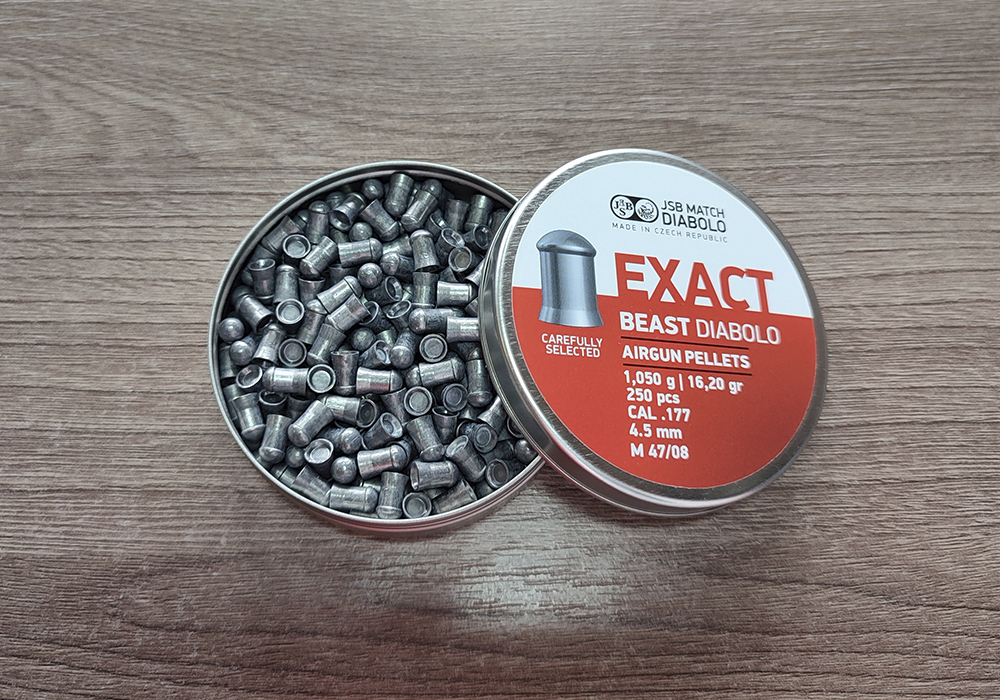 JSB
JSB MATCH
DIABOLO
MADE IN CZECH REPUBLIC
EXACT
BEAST DIABOLO
CAREFULLY
SELECTED
AIRGUN PELLETS
1,050 g | 16,20 gr
250 pcs
CAL .177
4.5 mm
M 47/08